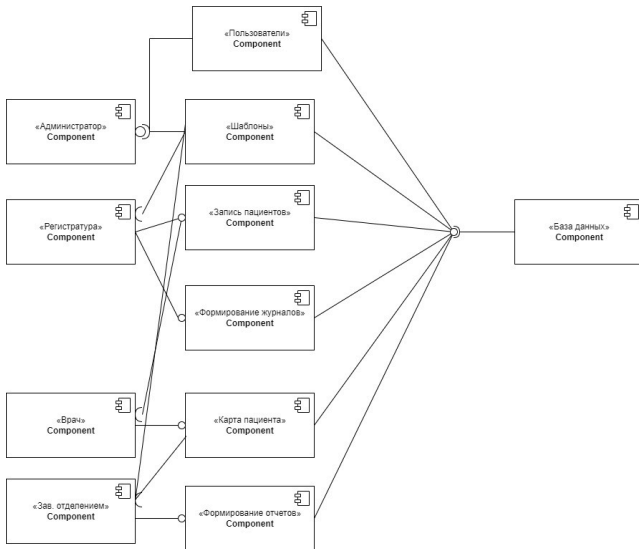 «Пользователи»
Component
«Администратор»
Component
«Шаблоны»
Component
«Регистратура»
Component
«Запись пациентов»
Component
«База данных»
Component
«Формирование журналов»
Component
«Врач»
Component
«Карта пациента»
Component
«Зав. отделением»
Component
«Формирование отчетов»
Component